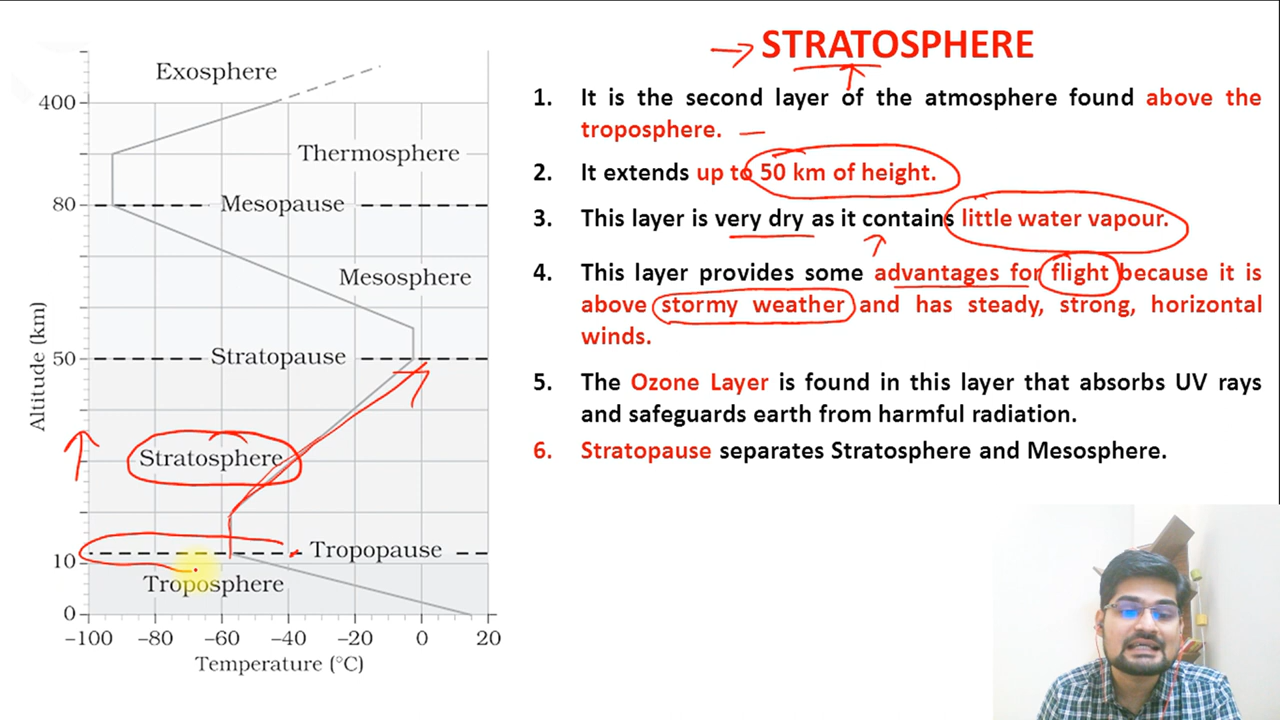 Exosphere
400
Thermosphere
80
Mesopause
Mesosphere
Altitude (km)
50
Stratopause
Stratosphere
Tropopause
10
Troposphere
0
–100 –80 –60 –40 –20 0 20
Temperature (°C)
STRATOSPHERE
1. It is the second layer of the atmosphere found above the
troposphere.
2. It extends up to 50 km of height.
3. This layer is very dry as it contains little water vapour.
4. This layer provides some advantages for flight because it is
above stormy weather and has steady, strong, horizontal
winds.
5. The Ozone Layer is found in this layer that absorbs UV rays
and safeguards earth from harmful radiation.
6. Stratopause separates Stratosphere and Mesosphere.